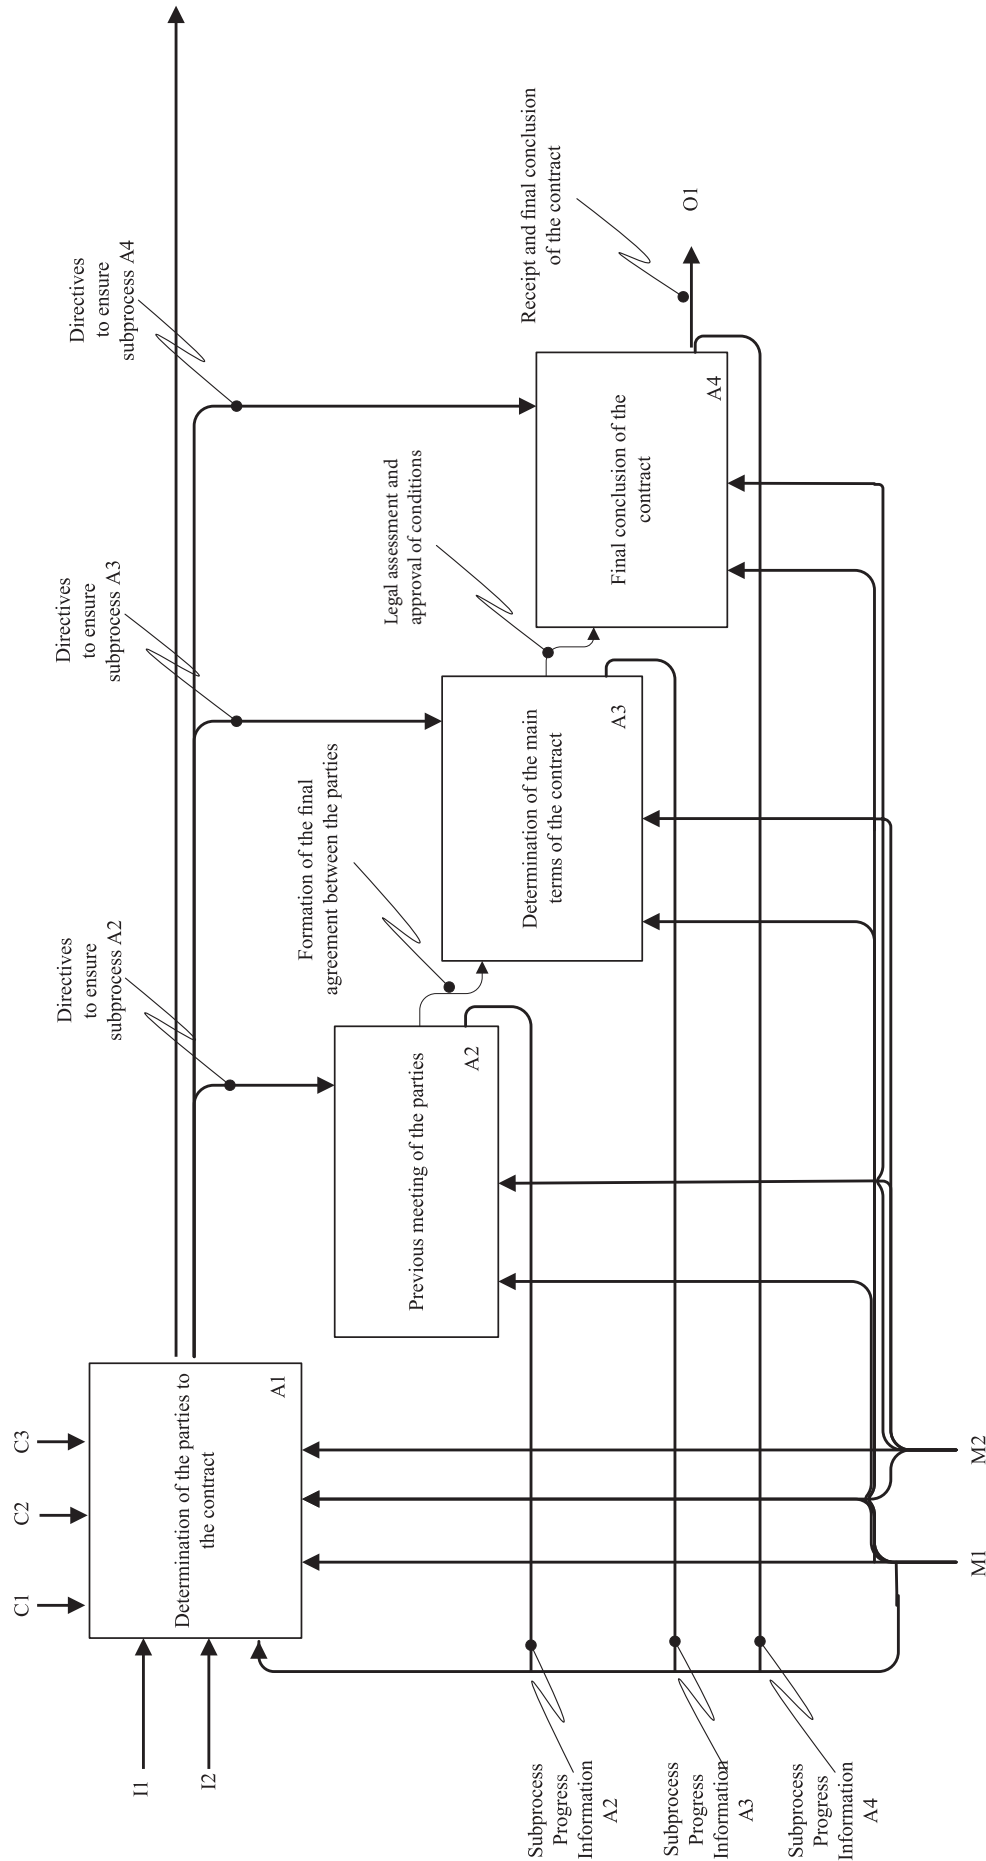 C1
C2
C3
I1
I2
Determination of the parties to
the contract
A1
Directives
to ensure
subprocess A2
Directives
to ensure
subprocess A3
Directives
to ensure
subprocess A4
Previous meeting of the parties
A2
Formation of the final
agreement between the parties
Determination of the main
terms of the contract
A3
Legal assessment and
approval of conditions
Final conclusion of the
contract
A4
Receipt and final conclusion
of the contract
O1
Subprocess
Progress
Information
A2
Subprocess
Progress
Information
A3
Subprocess
Progress
Information
A4
M1
M2